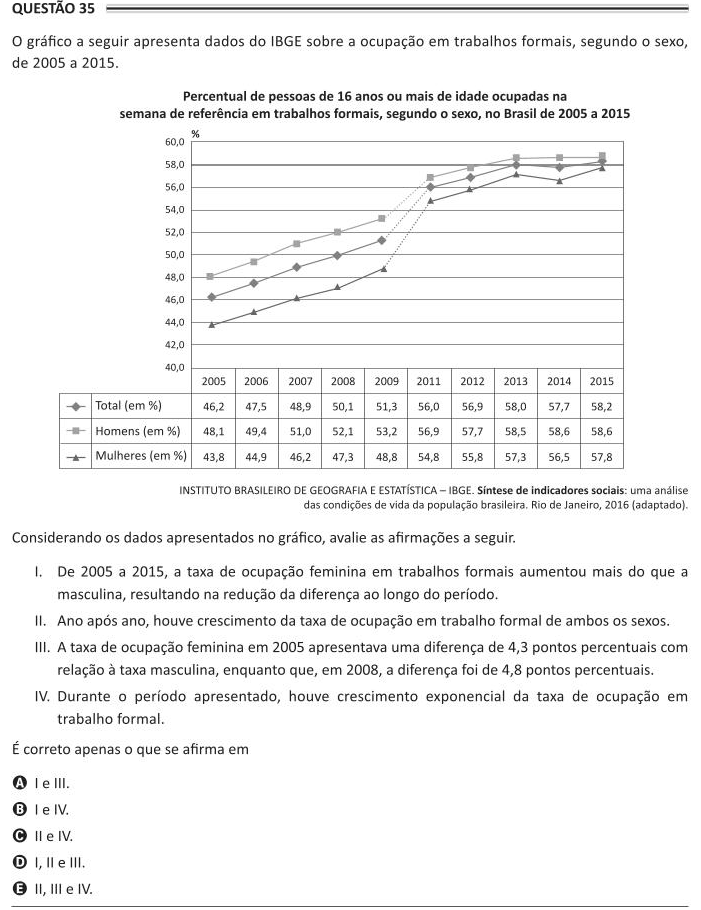 QUESTÃO 35
O gráfico a seguir apresenta dados do IBGE sobre a ocupação em trabalhos formais, segundo o sexo,
de 2005 a 2015.
Percentual de pessoas de 16 anos ou mais de idade ocupadas na
semana de referência em trabalhos formais, segundo o sexo, no Brasil de 2005 a 2015
%
60,0
58,0
56,0
54,0
52,0
50,0
48,0
46,0
44,0
42,0
40,0
2005 2006 2007 2008 2009 2011 2012 2013 2014 2015
Total (em %) 46,2 47,5 48,9 50,1 51,3 56,0 56,9 58,0 57,7 58,2
Homens (em %) 48,1 49,4 51,0 52,1 53,2 56,9 57,7 58,5 58,6 58,6
Mulheres (em %) 43,8 44,9 46,2 47,3 48,8 54,8 55,8 57,3 56,5 57,8
INSTITUTO BRASILEIRO DE GEOGRAFIA E ESTATÍSTICA – IBGE. Síntese de indicadores sociais: uma análise
das condições de vida da população brasileira. Rio de Janeiro, 2016 (adaptado).
Considerando os dados apresentados no gráfico, avalie as afirmações a seguir.
I. De 2005 a 2015, a taxa de ocupação feminina em trabalhos formais aumentou mais do que a
masculina, resultando na redução da diferença ao longo do período.
II. Ano após ano, houve crescimento da taxa de ocupação em trabalho formal de ambos os sexos.
III. A taxa de ocupação feminina em 2005 apresentava uma diferença de 4,3 pontos percentuais com
relação à taxa masculina, enquanto que, em 2008, a diferença foi de 4,8 pontos percentuais.
IV. Durante o período apresentado, houve crescimento exponencial da taxa de ocupação em
trabalho formal.
É correto apenas o que se afirma em
A I e III.
B I e IV.
C II e IV.
D I, II e III.
E II, III e IV.